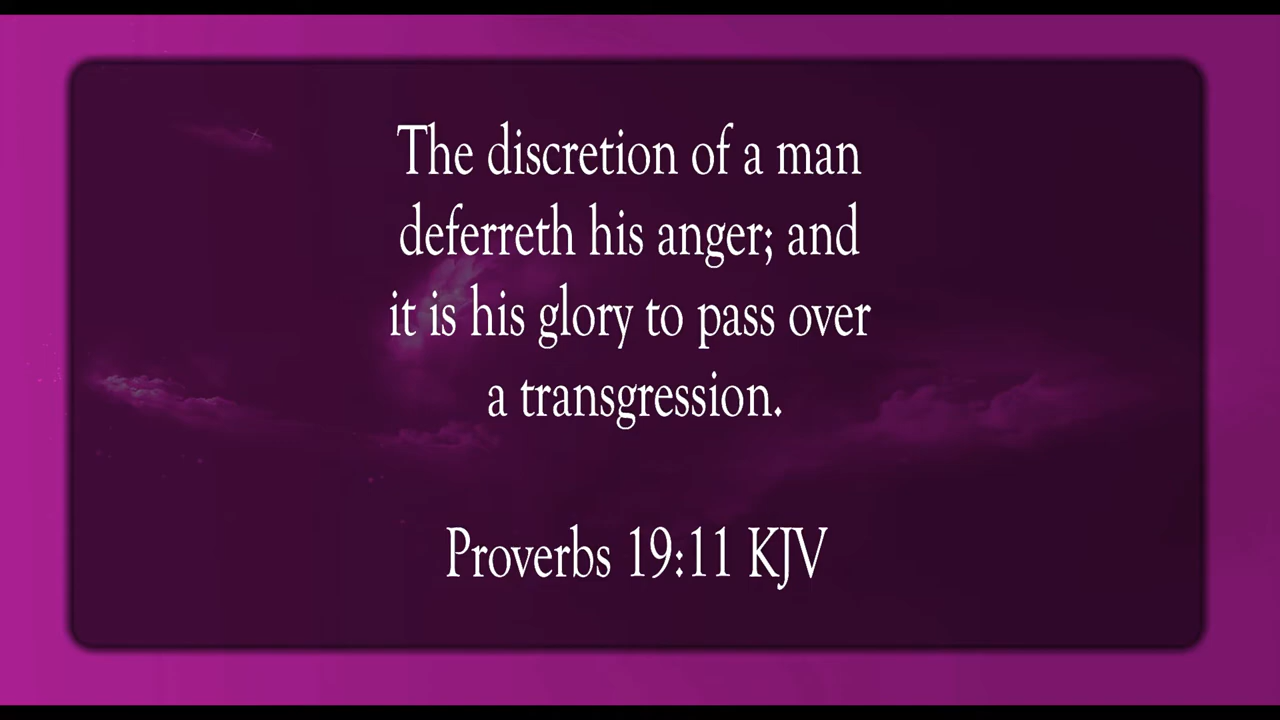 The discretion of a man
deferreth his anger; and
it is his glory to pass over
a transgression.
Proverbs 19:11 KJV